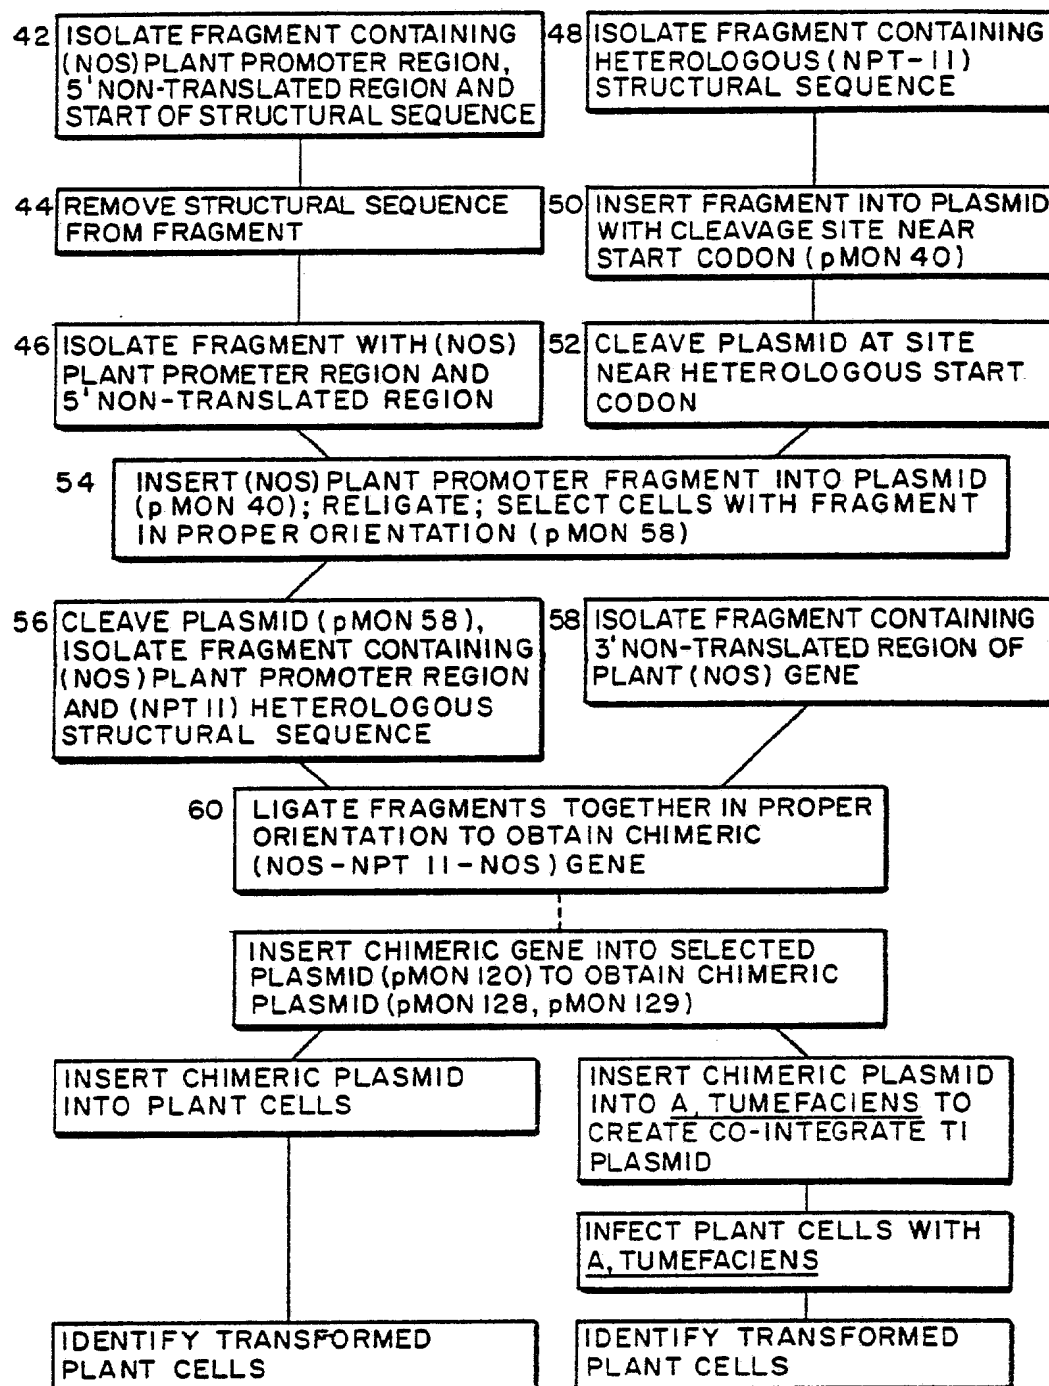 42 ISOLATE FRAGMENT CONTAINING
(NOS) PLANT PROMOTER REGION,
5' NON-TRANSLATED REGION AND
START OF STRUCTURAL SEQUENCE
48 ISOLATE FRAGMENT CONTAINING
HETEROLOGOUS (NPT-II)
STRUCTURAL SEQUENCE
44 REMOVE STRUCTURAL SEQUENCE
FROM FRAGMENT
50 INSERT FRAGMENT INTO PLASMID
WITH CLEAVAGE SITE NEAR
START CODON (pMON 40)
46 ISOLATE FRAGMENT WITH (NOS)
PLANT PROMETER REGION AND
5' NON-TRANSLATED REGION
52 CLEAVE PLASMID AT SITE
NEAR HETEROLOGOUS START
CODON
54 INSERT (NOS) PLANT PROMOTER FRAGMENT INTO PLASMID
(pMON 40); RELIGATE; SELECT CELLS WITH FRAGMENT
IN PROPER ORIENTATION (pMON 58)
56 CLEAVE PLASMID (pMON 58),
ISOLATE FRAGMENT CONTAINING
(NOS) PLANT PROMOTER REGION
AND (NPT II) HETEROLOGOUS
STRUCTURAL SEQUENCE
58 ISOLATE FRAGMENT CONTAINING
3' NON-TRANSLATED REGION OF
PLANT (NOS) GENE
60 LIGATE FRAGMENTS TOGETHER IN PROPER
ORIENTATION TO OBTAIN CHIMERIC
(NOS-NPT II-NOS) GENE
INSERT CHIMERIC GENE INTO SELECTED
PLASMID (pMON 120) TO OBTAIN CHIMERIC
PLASMID (pMON 128, pMON 129)
INSERT CHIMERIC PLASMID
INTO PLANT CELLS
INSERT CHIMERIC PLASMID
INTO A, TUMEFACIENS TO
CREATE CO-INTEGRATE TI
PLASMID
INFECT PLANT CELLS WITH
A, TUMEFACIENS
IDENTIFY TRANSFORMED
PLANT CELLS
IDENTIFY TRANSFORMED
PLANT CELLS